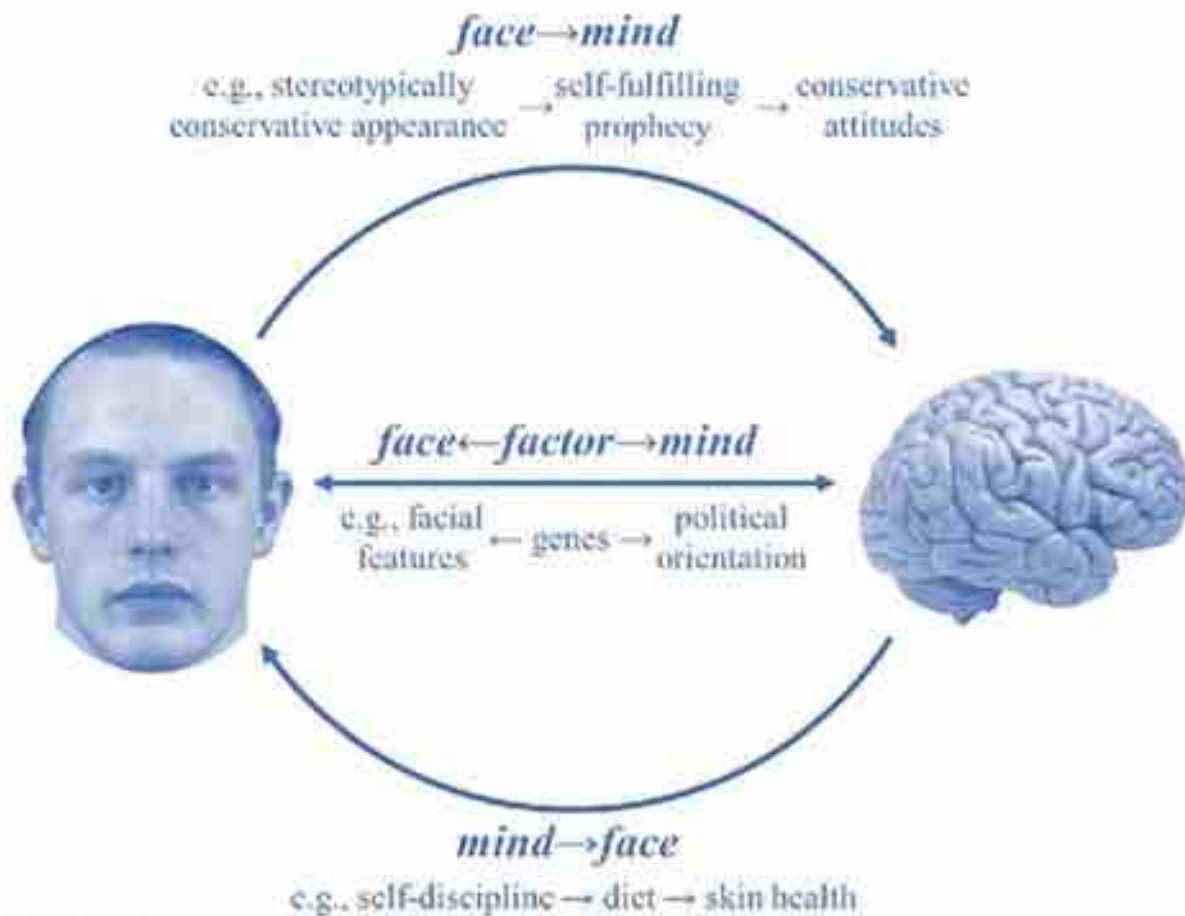 face→mind
e.g., stereotypically conservative appearance → self-fulfilling prophecy → conservative attitudes
face←factor→mind
e.g., facial features ← genes → political orientation
mind→face
e.g., self-discipline → diet → skin health